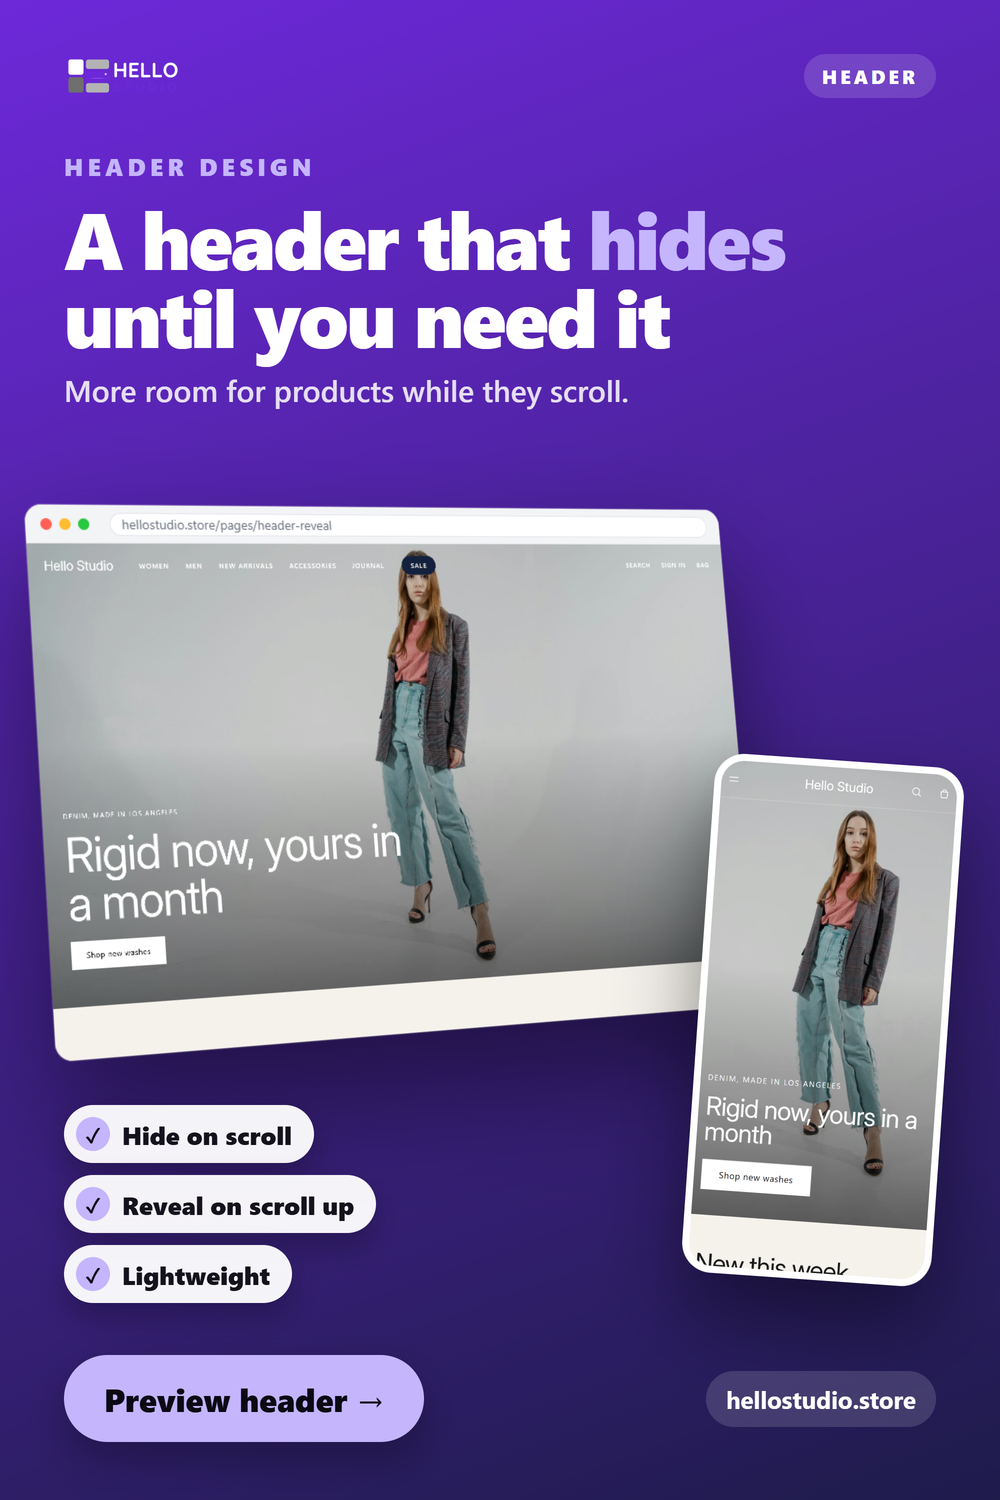 HELLO
HEADER
HEADER DESIGN
A header that hides
until you need it
More room for products while they scroll.
hellostudio.store/pages/header-reveal
Hello Studio WOMEN MEN NEW ARRIVALS ACCESSORIES JOURNAL SALE SEARCH SIGN IN BAG
DENIM, MADE IN LOS ANGELES
Rigid now, yours in
a month
Shop new washes
Hello Studio
DENIM, MADE IN LOS ANGELES
Rigid now, yours in a
month
Shop new washes
New this week
✓ Hide on scroll
✓ Reveal on scroll up
✓ Lightweight
Preview header →
hellostudio.store